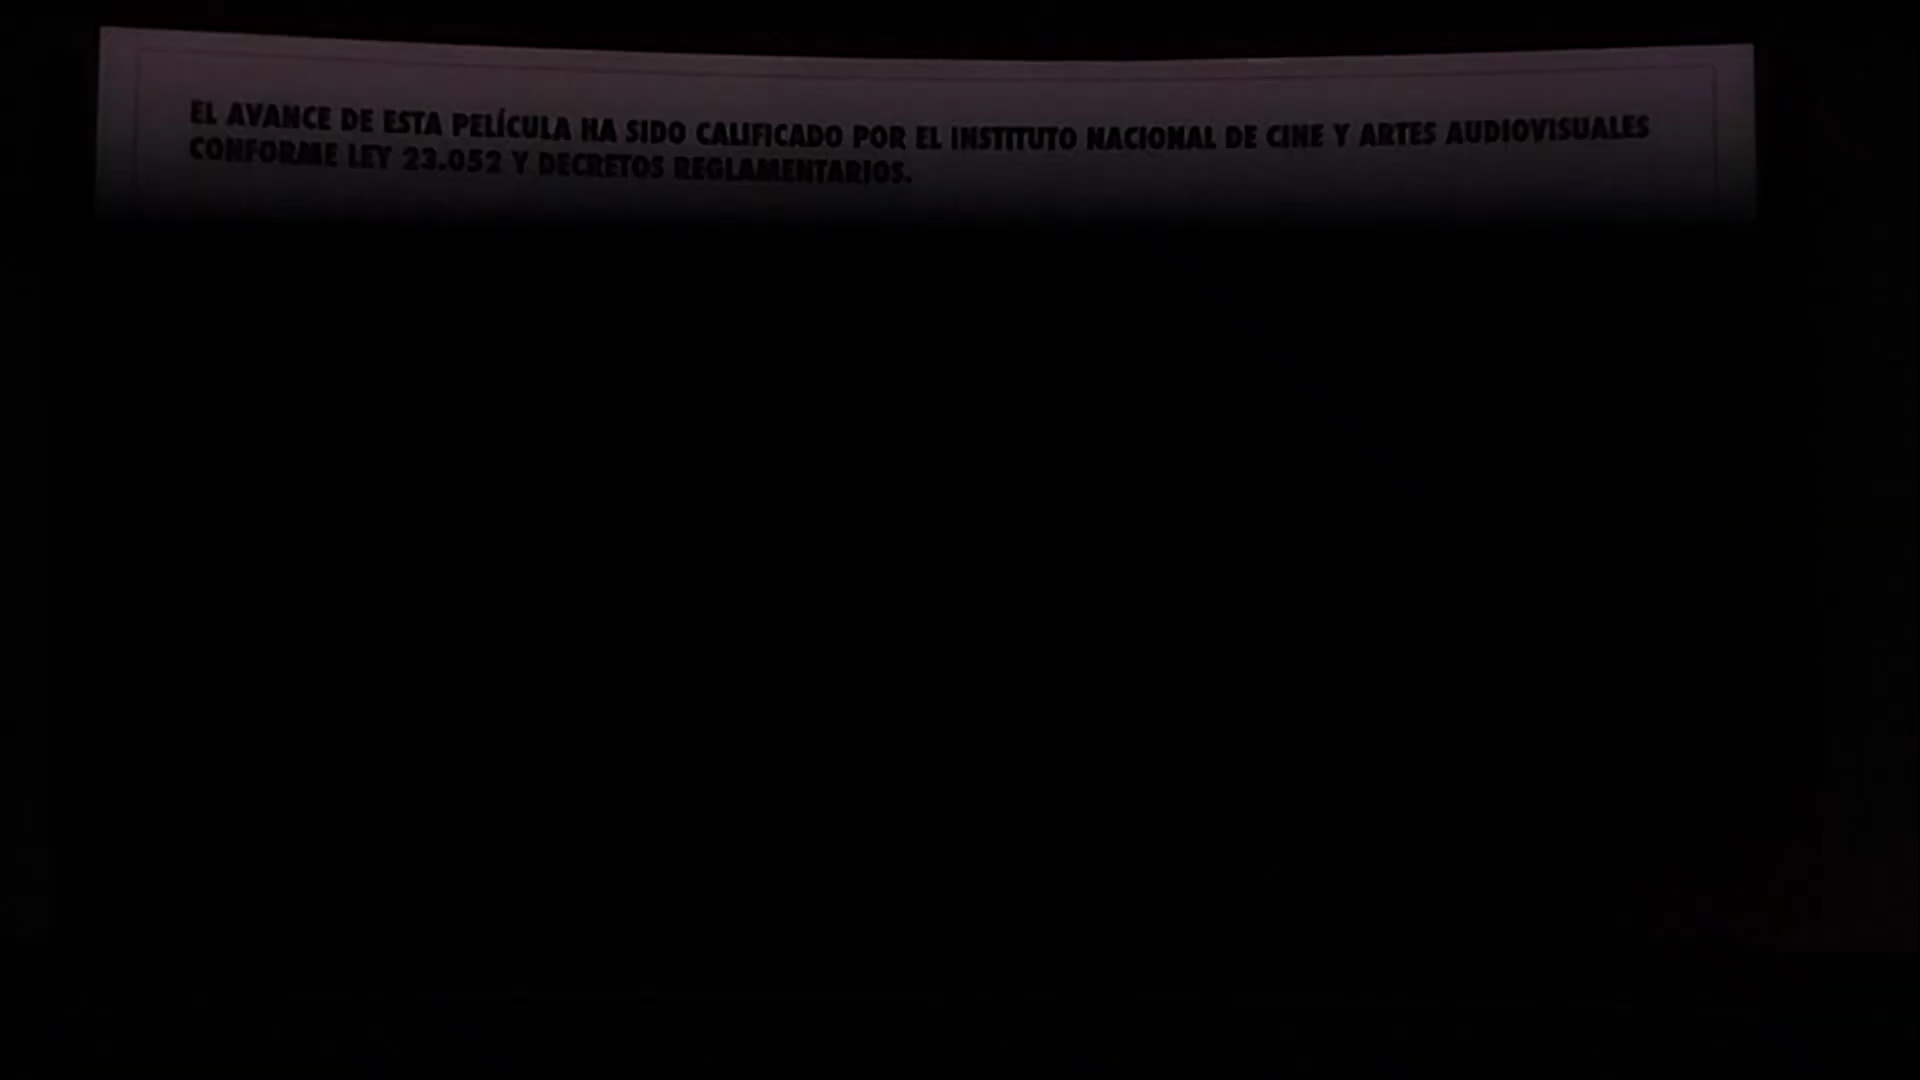 EL AVANCE DE ESTA PELÍCULA HA SIDO CALIFICADO POR EL INSTITUTO NACIONAL DE CINE Y ARTES AUDIOVISUALES
CONFORME LEY 23.052 Y DECRETOS REGLAMENTARIOS.